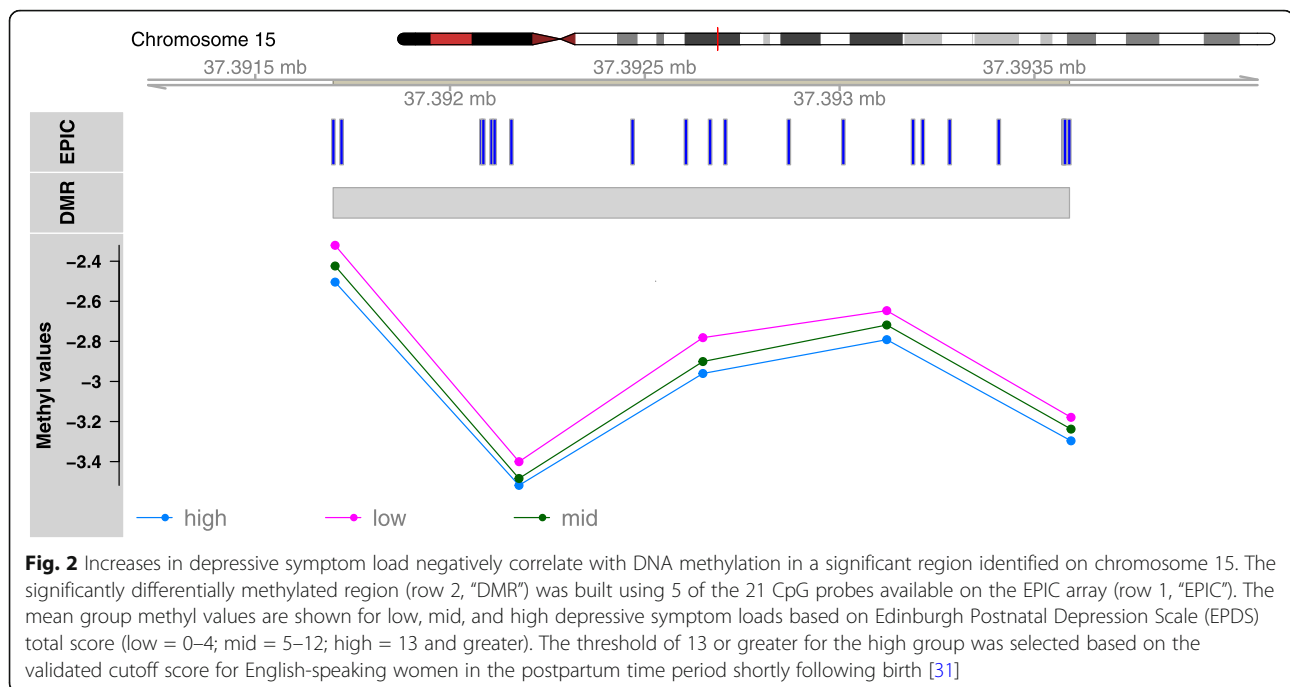 Chromosome 15
37.3915 mb 37.3925 mb 37.3935 mb
37.392 mb 37.393 mb
EPIC
DMR
Methyl values
−2.4
−2.6
−2.8
−3
−3.2
−3.4
high low mid
Fig. 2 Increases in depressive symptom load negatively correlate with DNA methylation in a significant region identified on chromosome 15. The
significantly differentially methylated region (row 2, “DMR”) was built using 5 of the 21 CpG probes available on the EPIC array (row 1, “EPIC”). The
mean group methyl values are shown for low, mid, and high depressive symptom loads based on Edinburgh Postnatal Depression Scale (EPDS)
total score (low = 0–4; mid = 5–12; high = 13 and greater). The threshold of 13 or greater for the high group was selected based on the
validated cutoff score for English-speaking women in the postpartum time period shortly following birth [31]